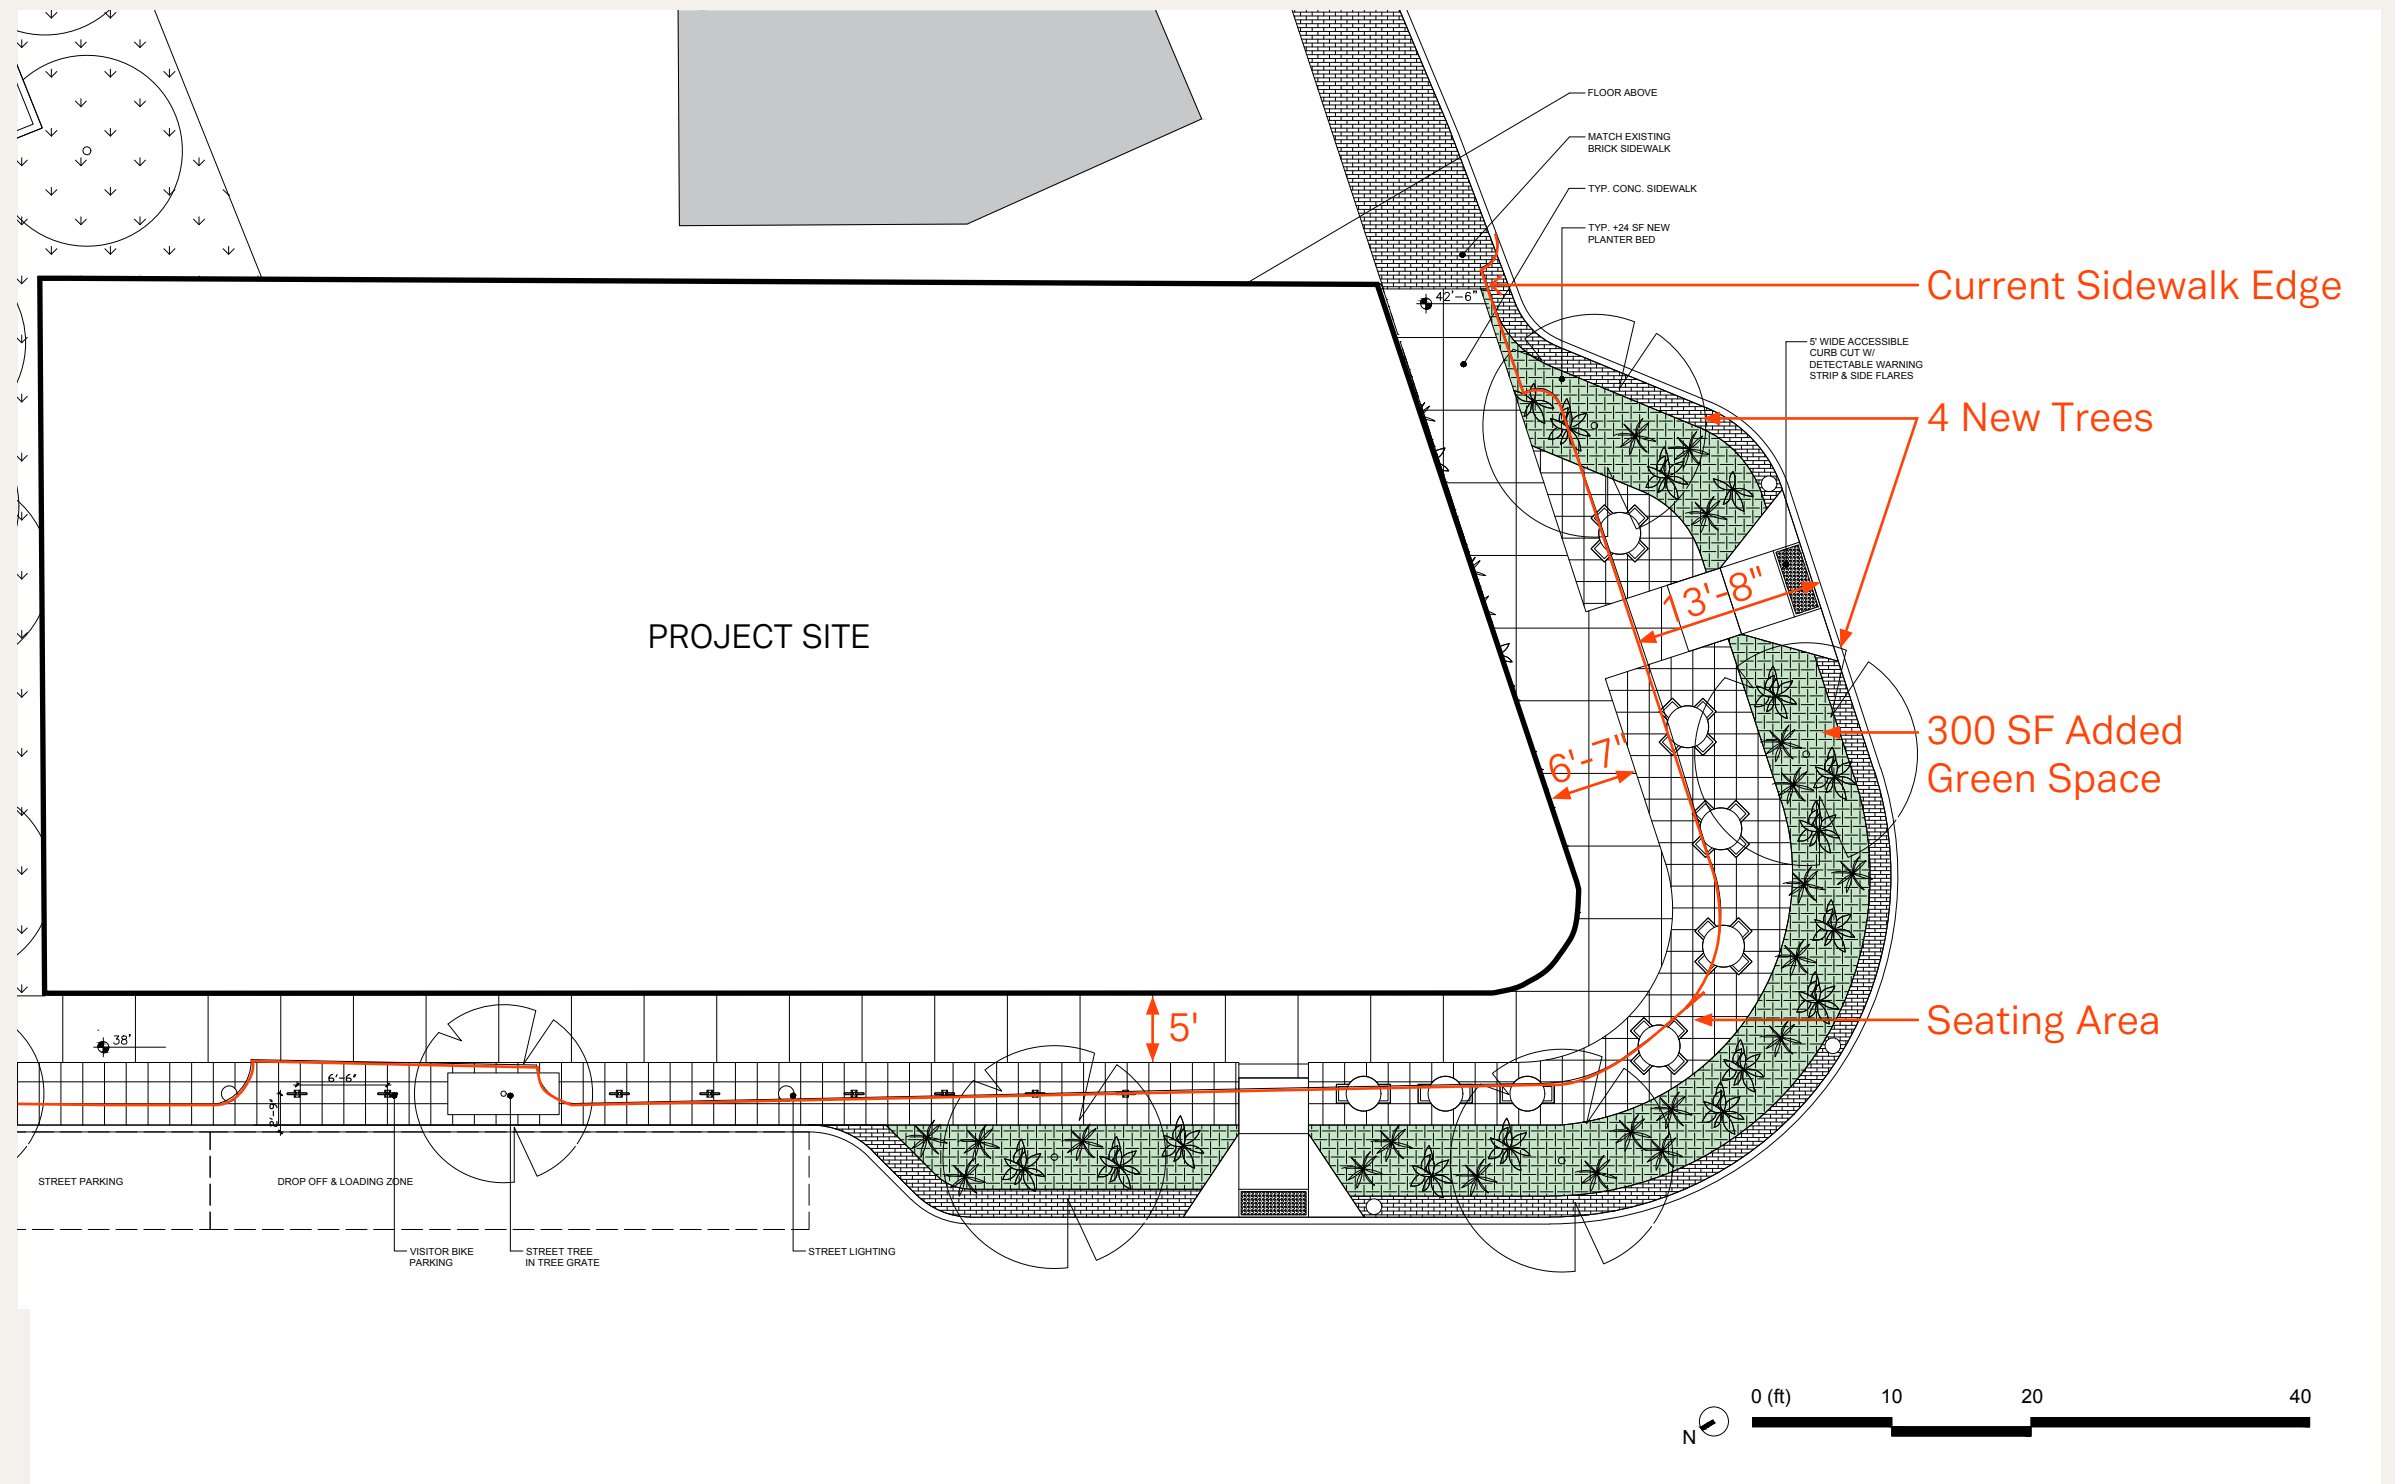 FLOOR ABOVE
MATCH EXISTING
BRICK SIDEWALK
TYP. CONC. SIDEWALK
TYP. +24 SF NEW
PLANTER BED
Current Sidewalk Edge
42'-6"
5' WIDE ACCESSIBLE
CURB CUT W/
DETECTABLE WARNING
STRIP & SIDE FLARES
4 New Trees
13'-8"
PROJECT SITE
300 SF Added
Green Space
6'-7"
Seating Area
5'
38'
6'-6"
2'-9"
STREET PARKING
DROP OFF & LOADING ZONE
VISITOR BIKE
PARKING
STREET TREE
IN TREE GRATE
STREET LIGHTING
0 (ft)
10
20
40
N